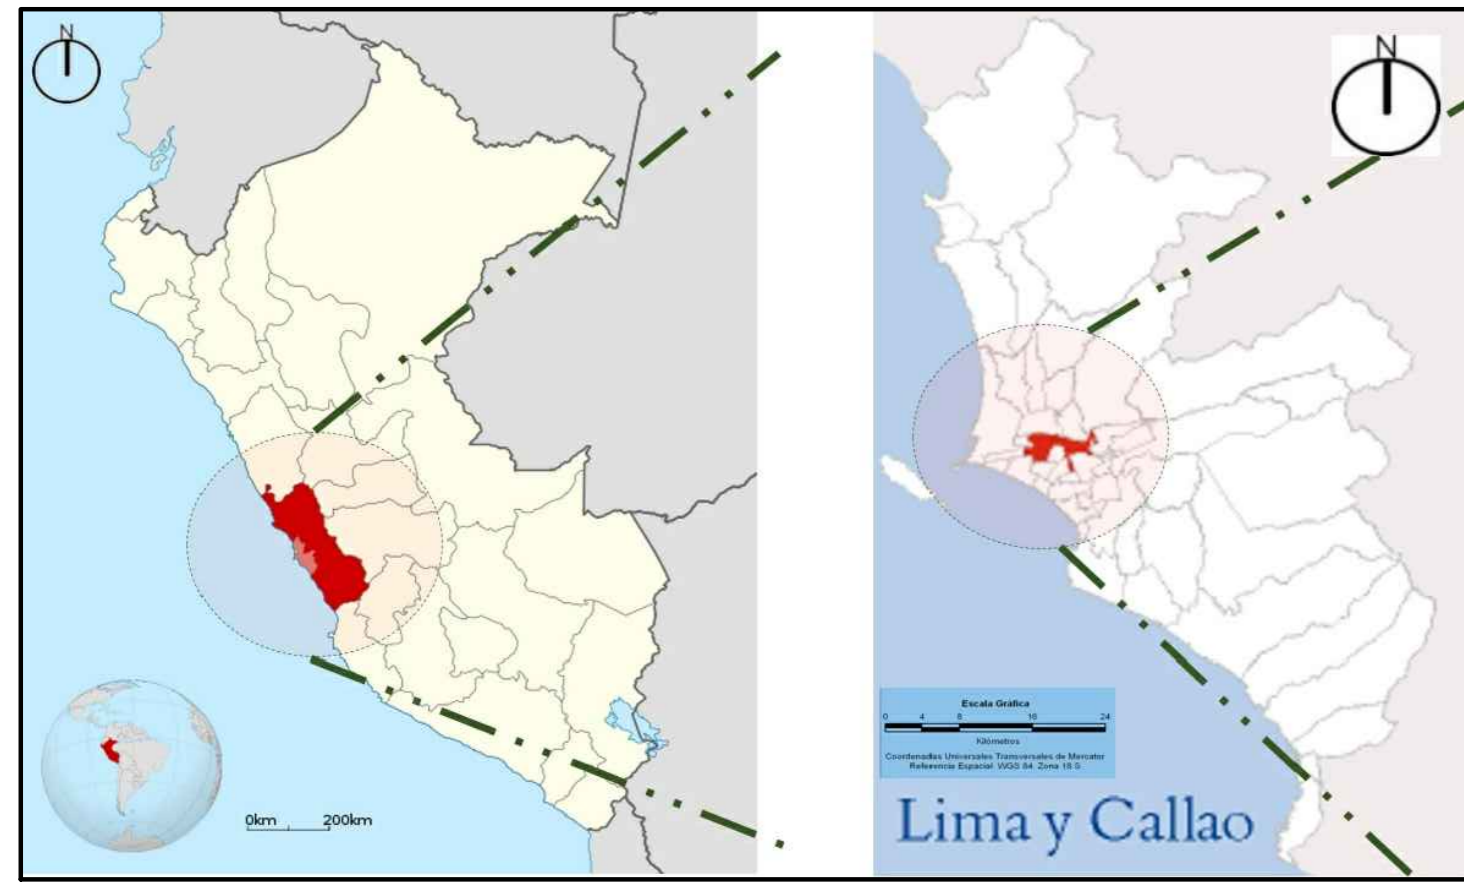 N
0km 200km
N
Escala Gráfica
0 4 8 16 24
Kilómetros
Coordenadas Universales Transversales de Mercator
Referencia Espacial WGS 84 Zona 18 S
Lima y Callao